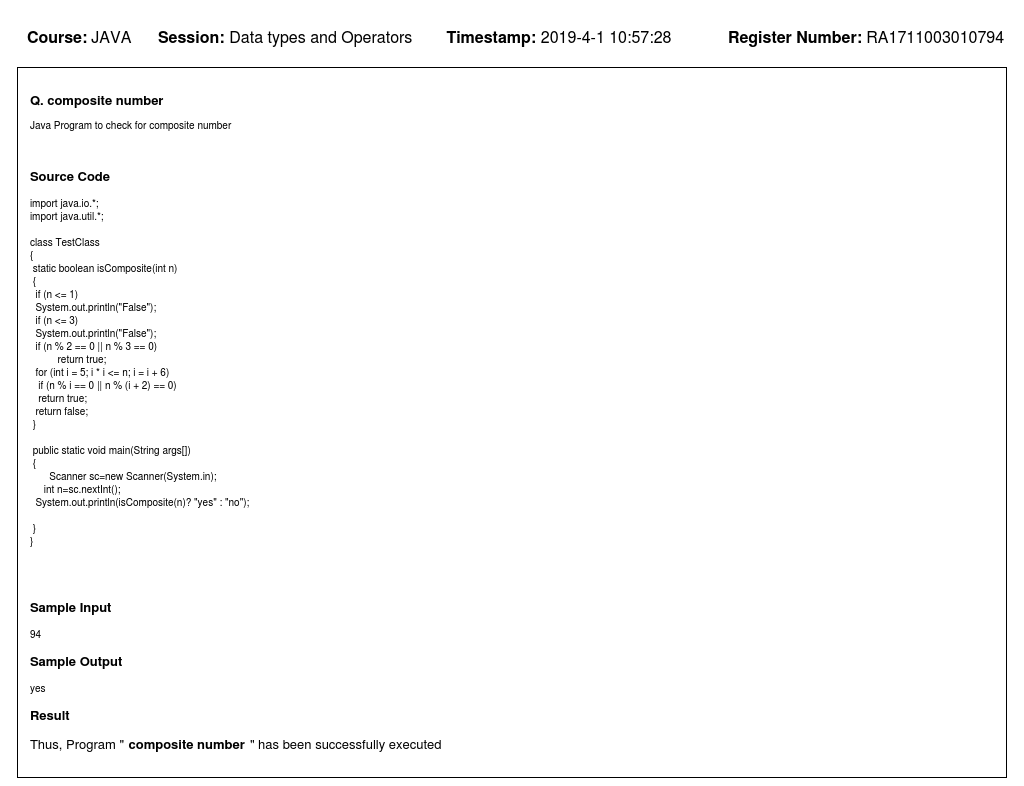 Course: JAVA Session: Data types and Operators Timestamp: 2019-4-1 10:57:28 Register Number: RA1711003010794
Q. composite number
Java Program to check for composite number
Source Code
import java.io.*;
import java.util.*;
class TestClass
{
static boolean isComposite(int n)
{
if (n <= 1)
System.out.println("False");
if (n <= 3)
System.out.println("False");
if (n % 2 == 0 || n % 3 == 0)
return true;
for (int i = 5; i * i <= n; i = i + 6)
if (n % i == 0 || n % (i + 2) == 0)
return true;
return false;
}
public static void main(String args[])
{
Scanner sc=new Scanner(System.in);
int n=sc.nextInt();
System.out.println(isComposite(n)? "yes" : "no");
}
}
Sample Input
94
Sample Output
yes
Result
Thus, Program " composite number " has been successfully executed